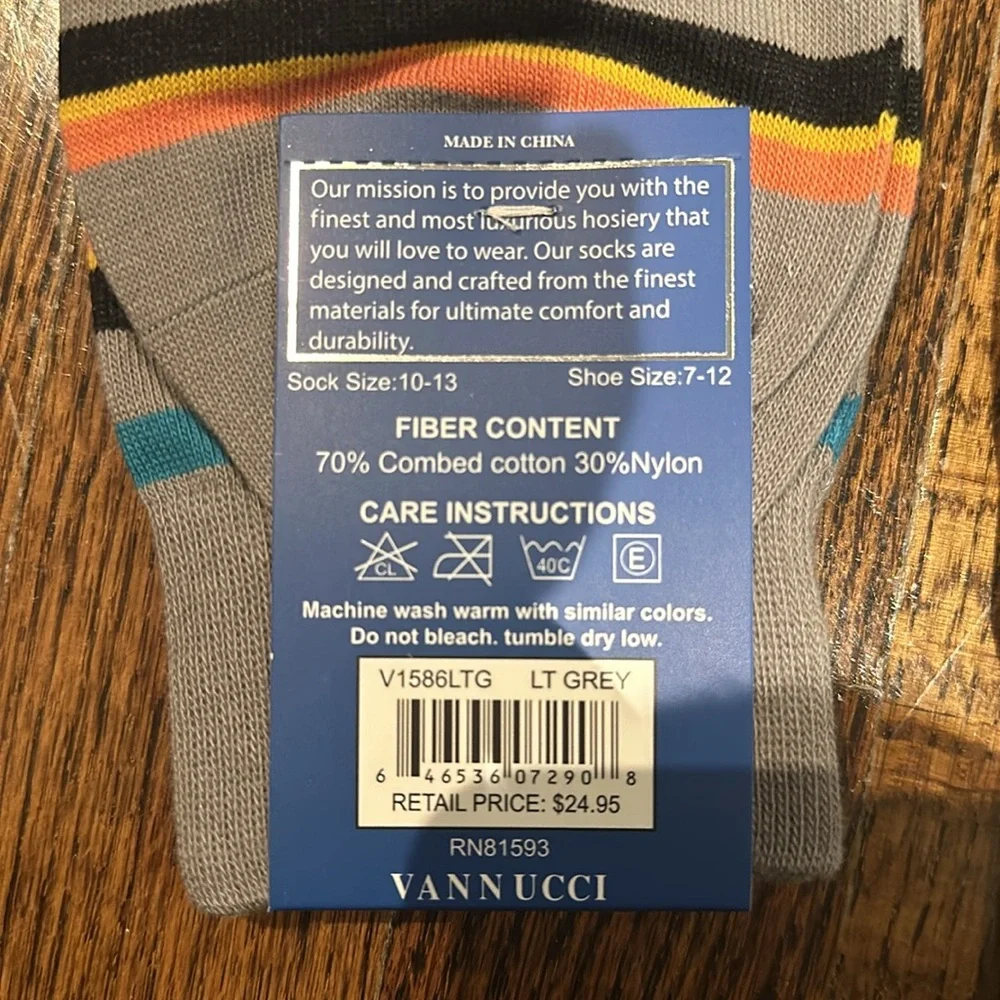 MADE IN CHINA
Our mission is to provide you with the
finest and most luxurious hosiery that
you will love to wear. Our socks are
designed and crafted from the finest
materials for ultimate comfort and
durability.
Sock Size:10-13 Shoe Size:7-12
FIBER CONTENT
70% Combed cotton 30%Nylon
CARE INSTRUCTIONS
CL 40C E
Machine wash warm with similar colors.
Do not bleach. tumble dry low.
V1586LTG LT GREY
6 46536 07290 8
RETAIL PRICE: $24.95
RN81593
VANNUCCI